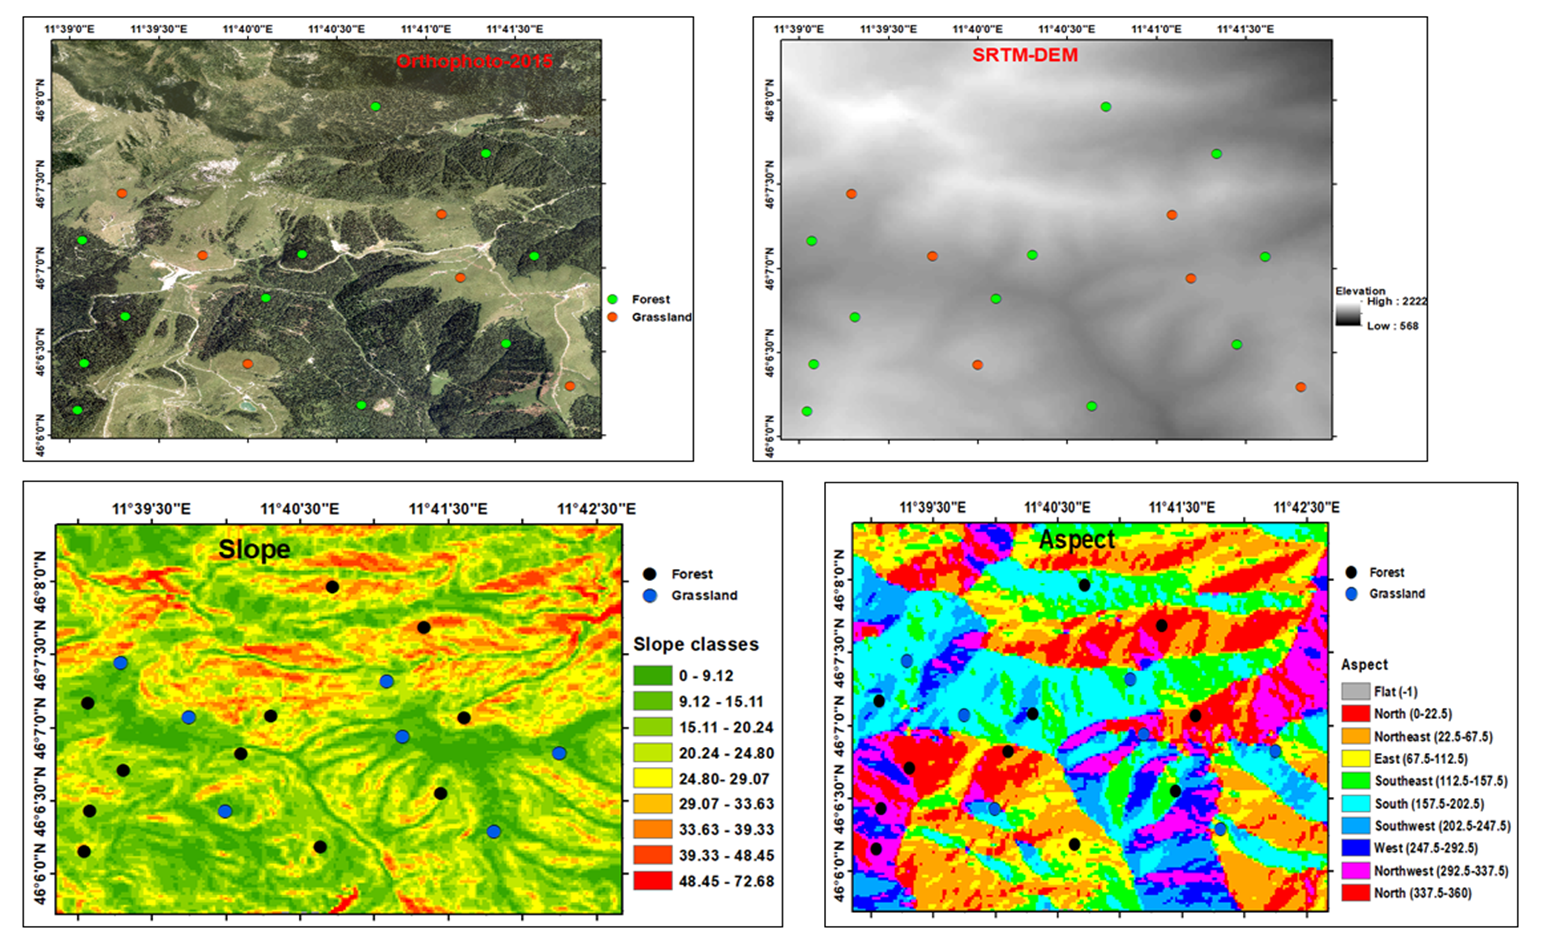 11°39'0"E 11°39'30"E 11°40'0"E 11°40'30"E 11°41'0"E 11°41'30"E
Orthophoto-2015
46°8'0"N
46°7'30"N
46°7'0"N
46°6'30"N
46°6'0"N
Forest
Grassland
11°39'0"E 11°39'30"E 11°40'0"E 11°40'30"E 11°41'0"E 11°41'30"E
SRTM-DEM
46°8'0"N
46°7'30"N
46°7'0"N
46°6'30"N
46°6'0"N
Elevation
High : 2222
Low : 568
11°39'30"E 11°40'30"E 11°41'30"E 11°42'30"E
Slope
46°8'0"N
46°7'30"N
46°7'0"N
46°6'30"N
46°6'0"N
Forest
Grassland
Slope classes
0 - 9.12
9.12 - 15.11
15.11 - 20.24
20.24 - 24.80
24.80- 29.07
29.07 - 33.63
33.63 - 39.33
39.33 - 48.45
48.45 - 72.68
11°39'30"E 11°40'30"E 11°41'30"E 11°42'30"E
Aspect
46°8'0"N
46°7'30"N
46°7'0"N
46°6'30"N
46°6'0"N
Forest
Grassland
Aspect
Flat (-1)
North (0-22.5)
Northeast (22.5-67.5)
East (67.5-112.5)
Southeast (112.5-157.5)
South (157.5-202.5)
Southwest (202.5-247.5)
West (247.5-292.5)
Northwest (292.5-337.5)
North (337.5-360)